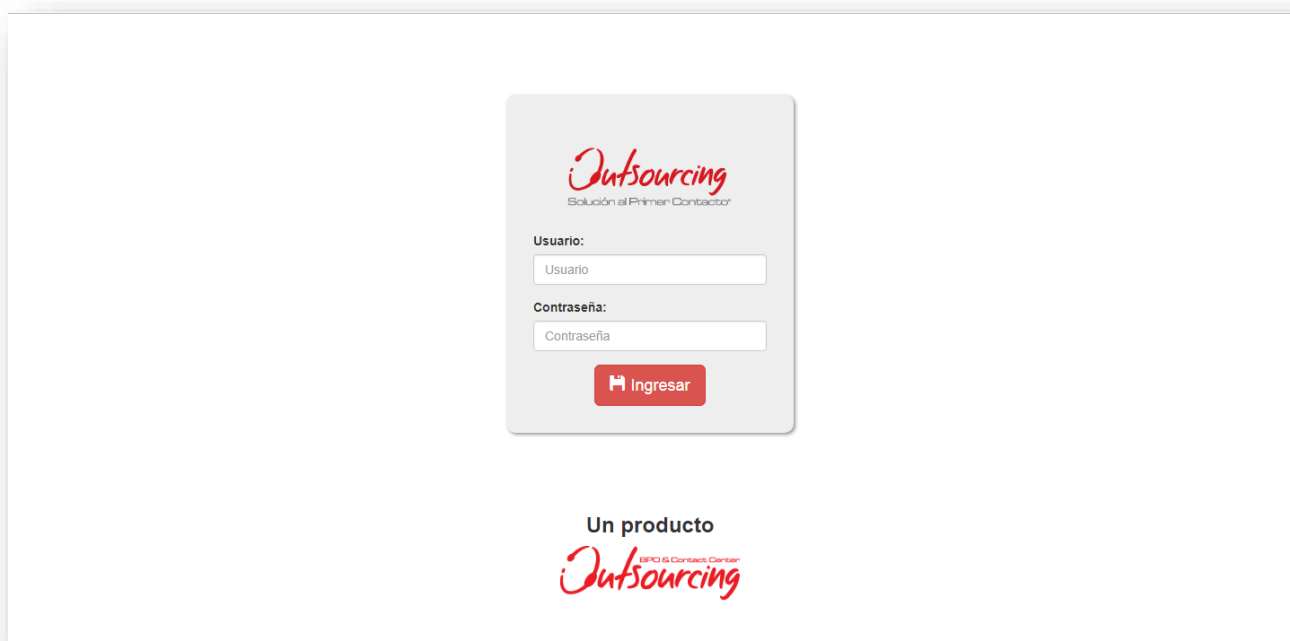 Outsourcing
Solución al Primer Contacto®
Usuario:
Usuario
Contraseña:
Contraseña
Ingresar
Un producto
BPO & Contact Center
Outsourcing